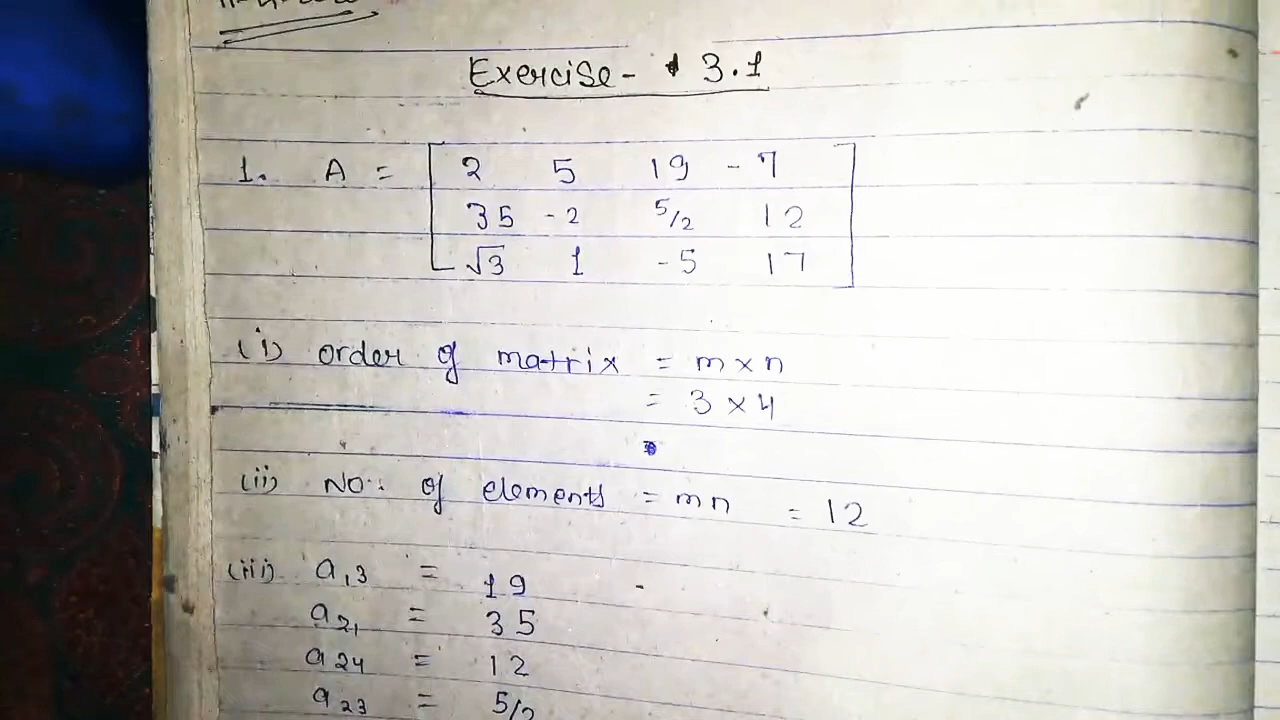 Exercise - 3.1
1. A = [ 2 5 19 -7
35 -2 5/2 12
√3 1 -5 17 ]
(i) order of matrix = m×n
= 3×4
(ii) No. of elements = mn = 12
(iii) a13 = 19
a21 = 35
a24 = 12
a23 = 5/2